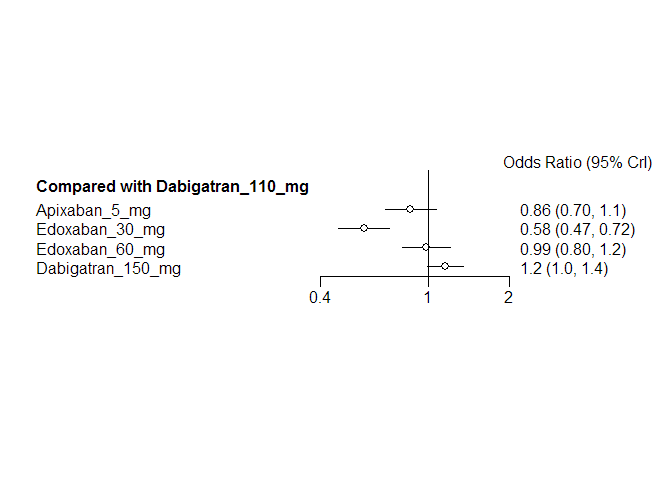 Odds Ratio (95% CrI)
Compared with Dabigatran_110_mg
Apixaban_5_mg 0.86 (0.70, 1.1)
Edoxaban_30_mg 0.58 (0.47, 0.72)
Edoxaban_60_mg 0.99 (0.80, 1.2)
Dabigatran_150_mg 1.2 (1.0, 1.4)
0.4 1 2